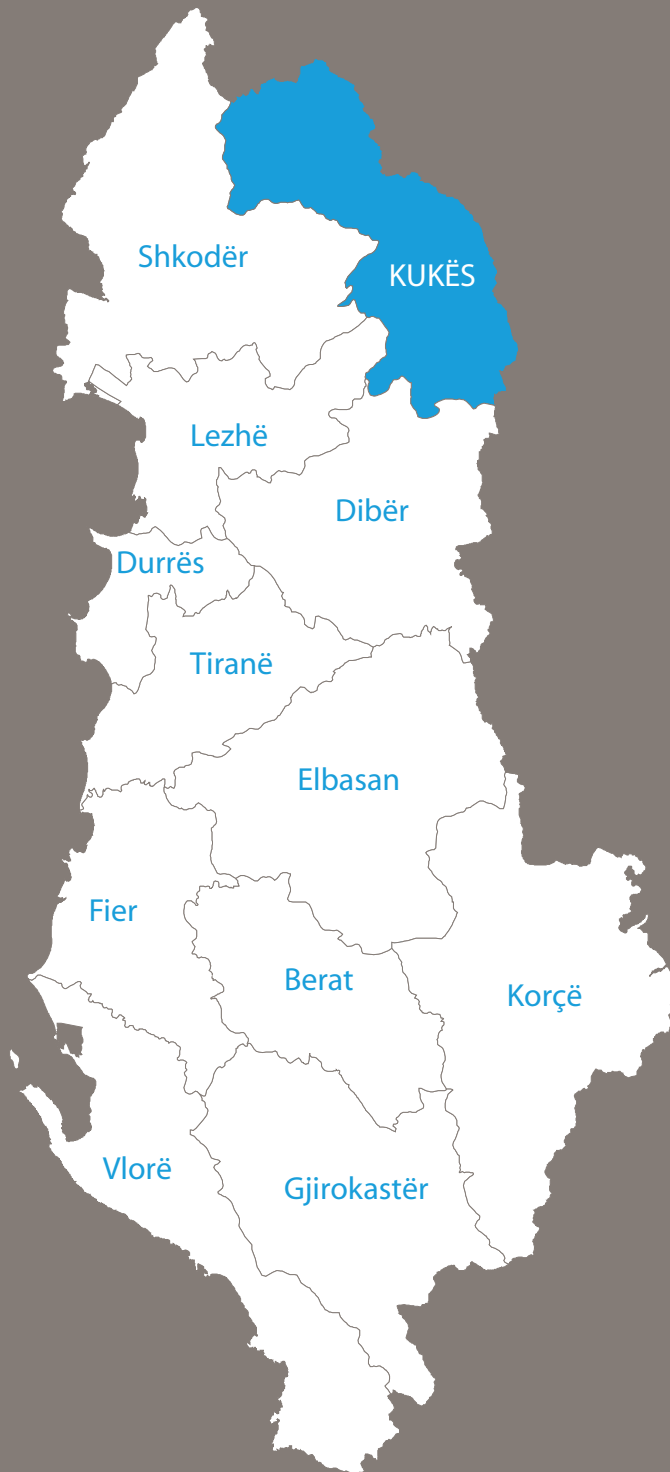 Shkodër
KUKËS
Lezhë
Dibër
Durrës
Tiranë
Elbasan
Fier
Berat
Korçë
Vlorë
Gjirokastër